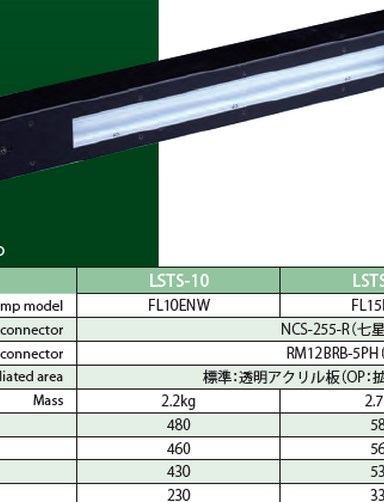 LSTS-10 LSTS
mp model FL10ENW FL15
connector NCS-255-R（七星
connector RM12BRB-5PH
liated area 標準：透明アクリル板（OP：拡
Mass 2.2kg 2.7
480 58
460 56
430 53
230 33